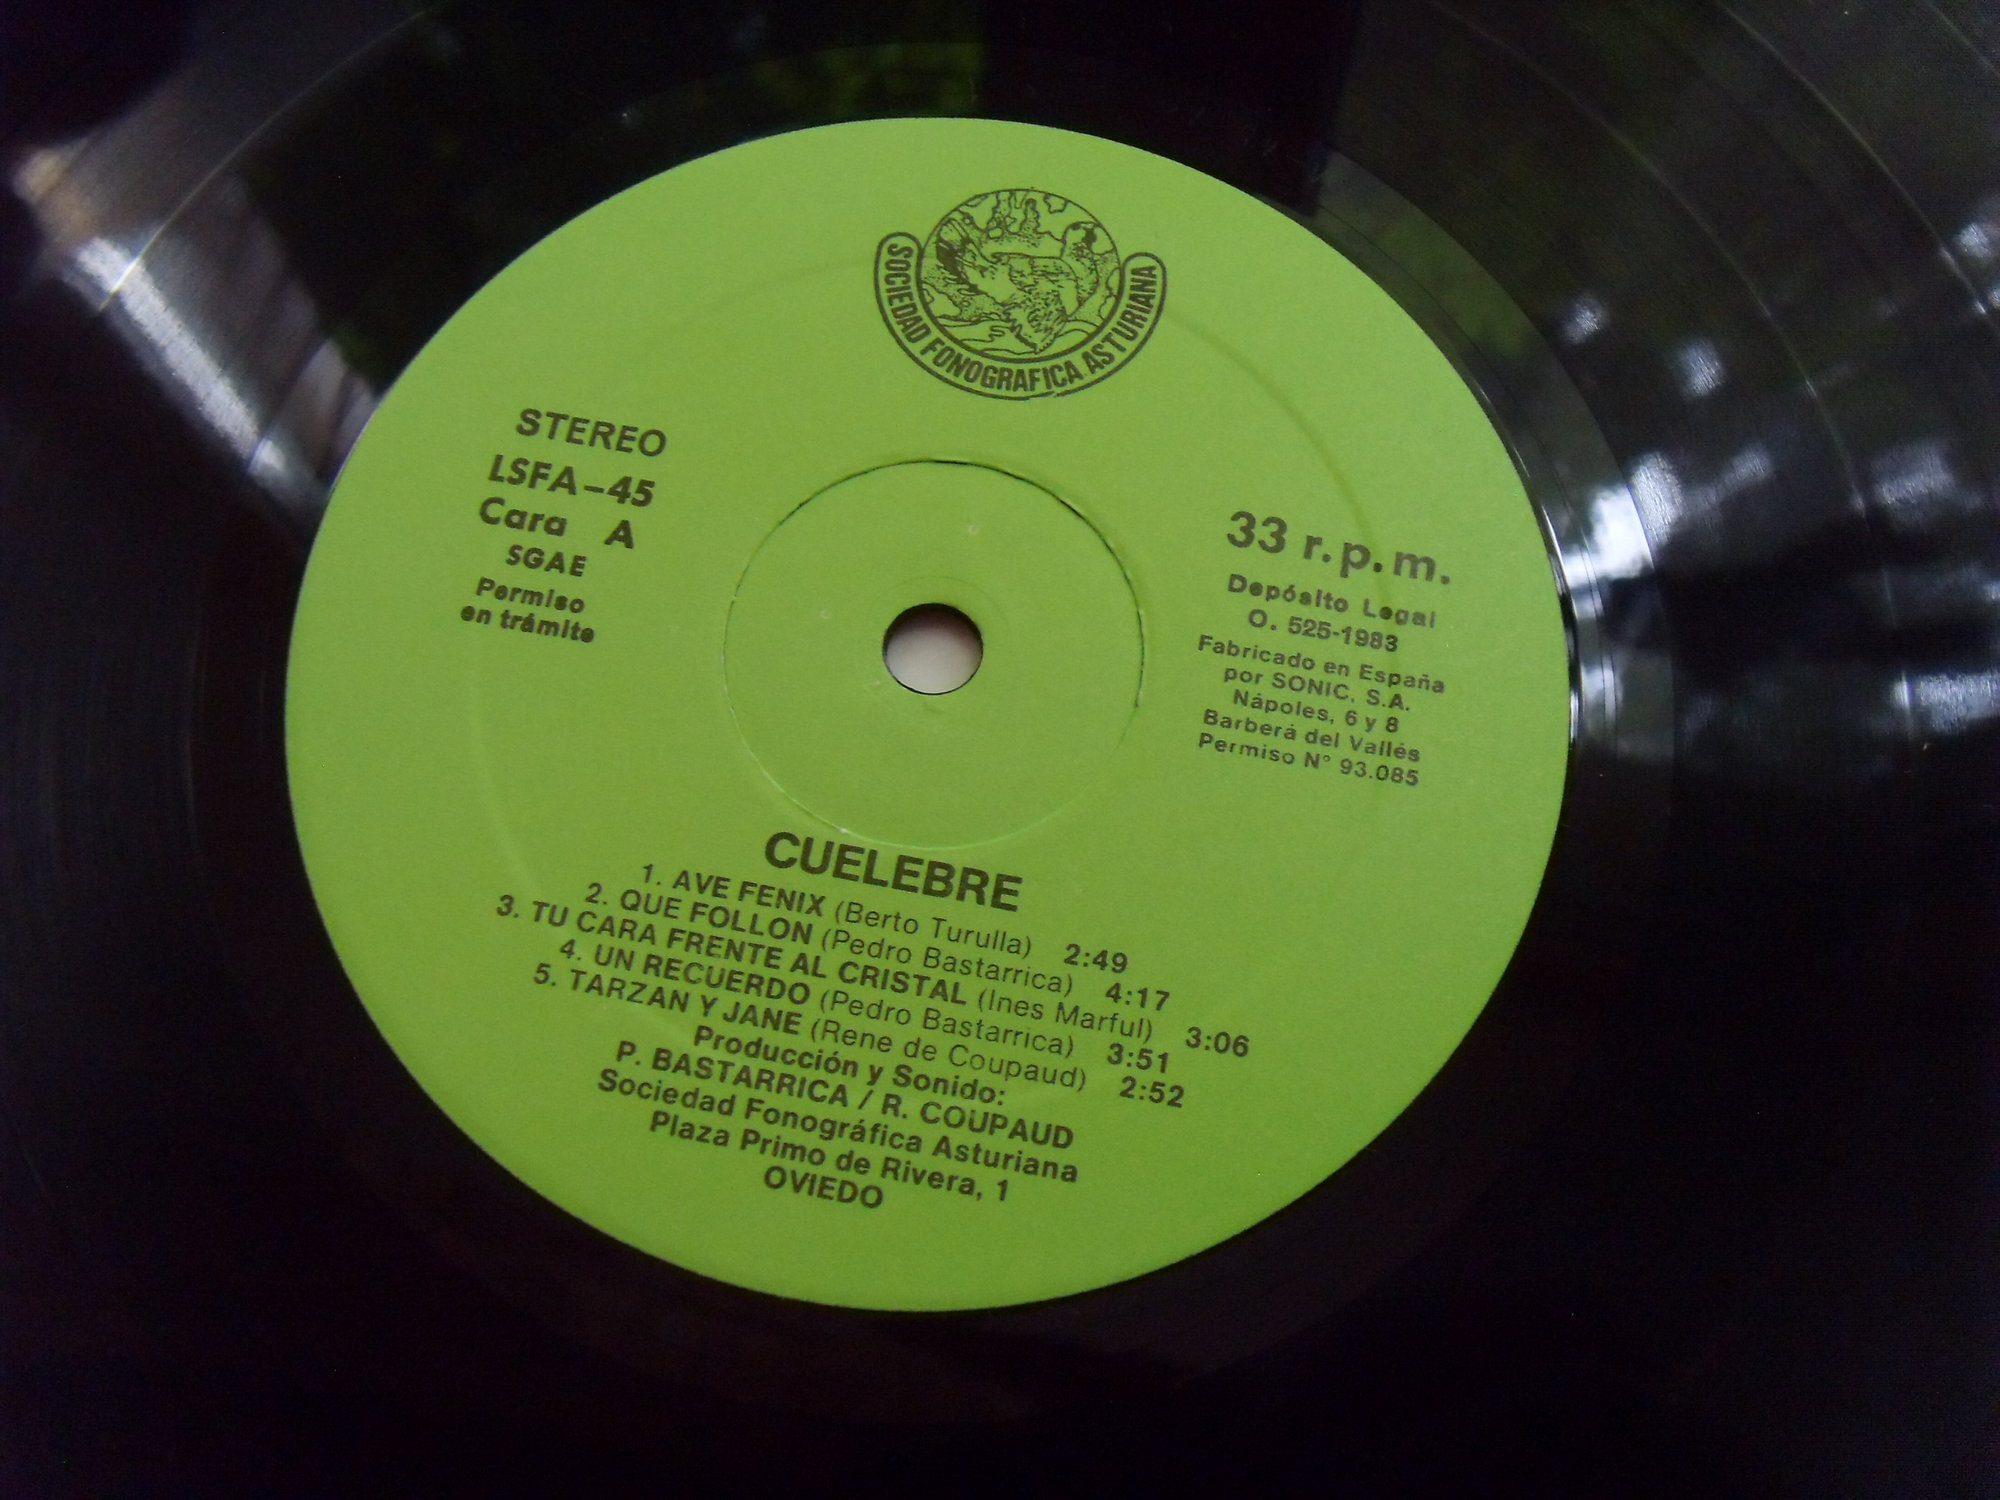 SOCIEDAD FONOGRAFICA ASTURIANA
STEREO
LSFA-45
Cara A
SGAE
Permiso
en trámite
33 r.p.m.
Depósito Legal
O. 525-1983
Fabricado en España
por SONIC, S.A.
Nápoles, 6 y 8
Barberá del Vallés
Permiso N° 93.085
CUELEBRE
1. AVE FENIX (Berto Turulla) 2:49
2. QUE FOLLON (Pedro Bastarrica) 4:17
3. TU CARA FRENTE AL CRISTAL (Ines Marful) 3:06
4. UN RECUERDO (Pedro Bastarrica) 3:51
5. TARZAN Y JANE (Rene de Coupaud) 2:52
Producción y Sonido:
P. BASTARRICA / R. COUPAUD
Sociedad Fonográfica Asturiana
Plaza Primo de Rivera, 1
OVIEDO